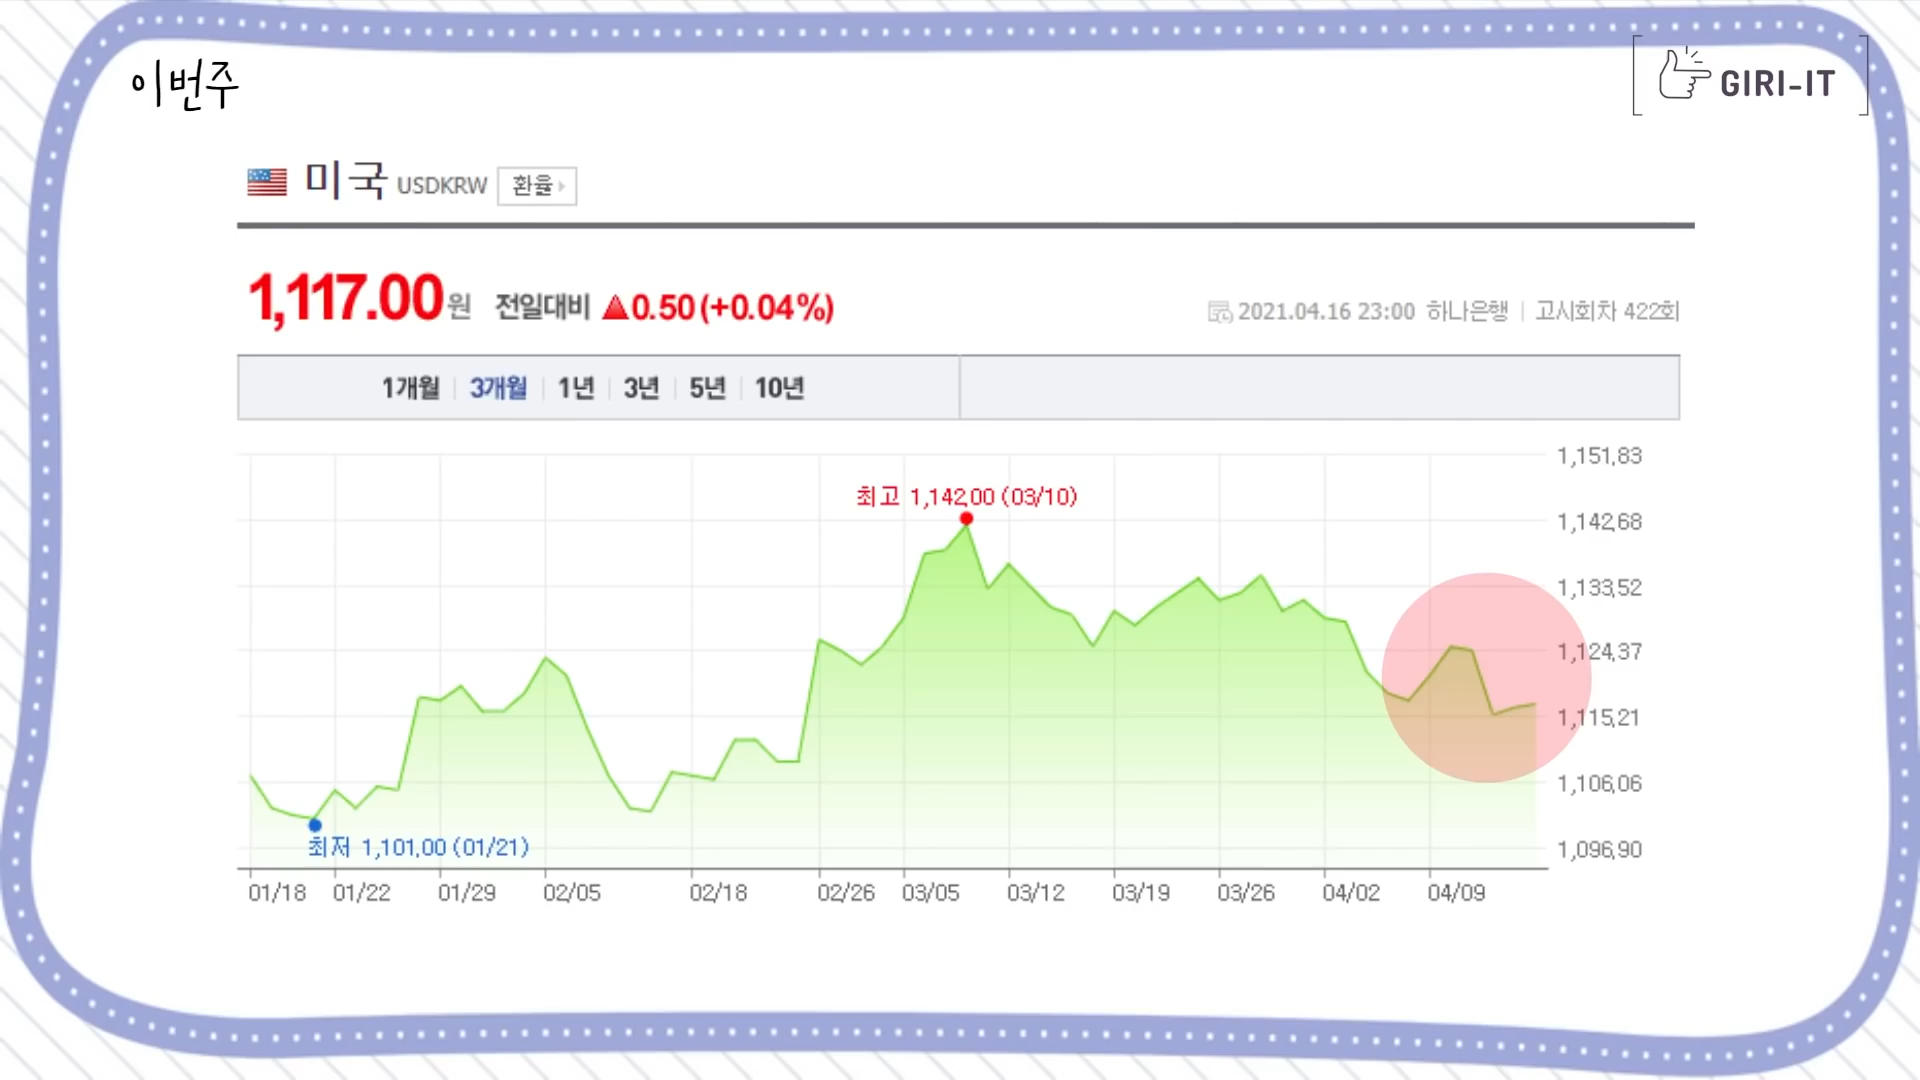 이번주
GIRI-IT
미국 USDKRW 환율
1,117.00원 전일대비 ▲0.50 (+0.04%)
2021.04.16 23:00 하나은행 | 고시회차 422회
1개월 | 3개월 | 1년 | 3년 | 5년 | 10년
1,151.83
최고 1,142.00 (03/10)
1,142.68
1,133.52
1,124.37
1,115.21
1,106.06
최저 1,101.00 (01/21)
1,096.90
01/18 01/22 01/29 02/05 02/18 02/26 03/05 03/12 03/19 03/26 04/02 04/09